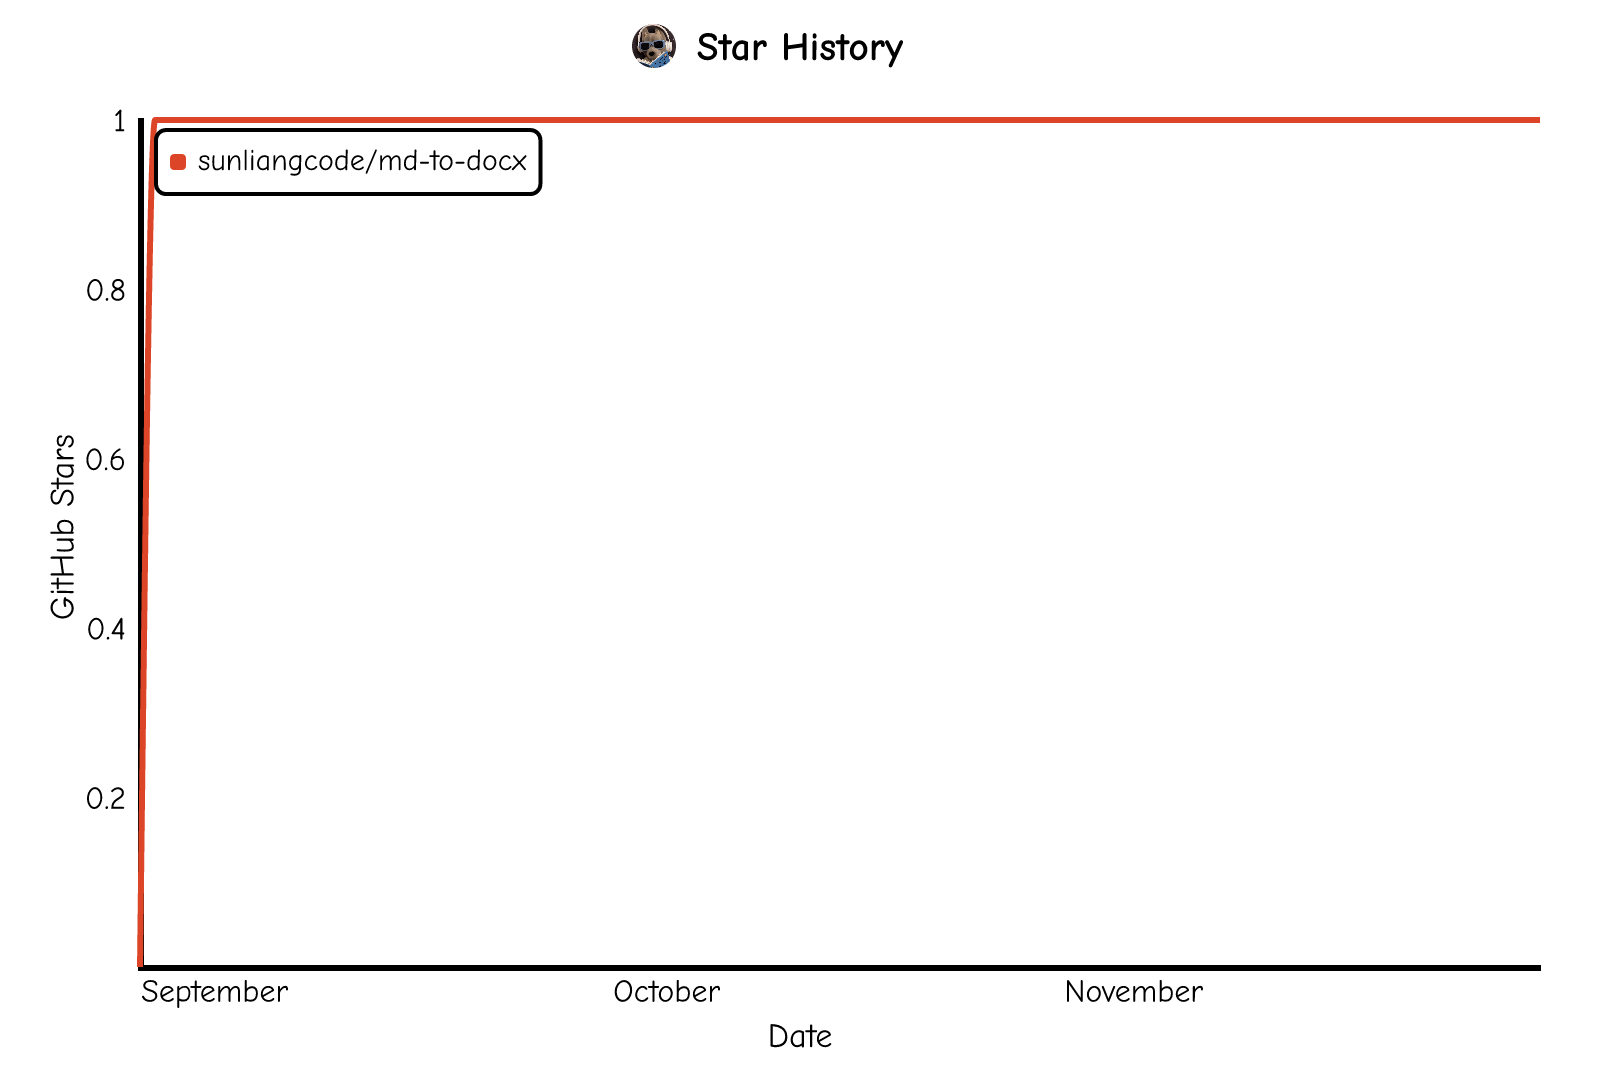 Star History
1
sunliangcode/md-to-docx
0.8
0.6
0.4
0.2
GitHub Stars
September October November
Date